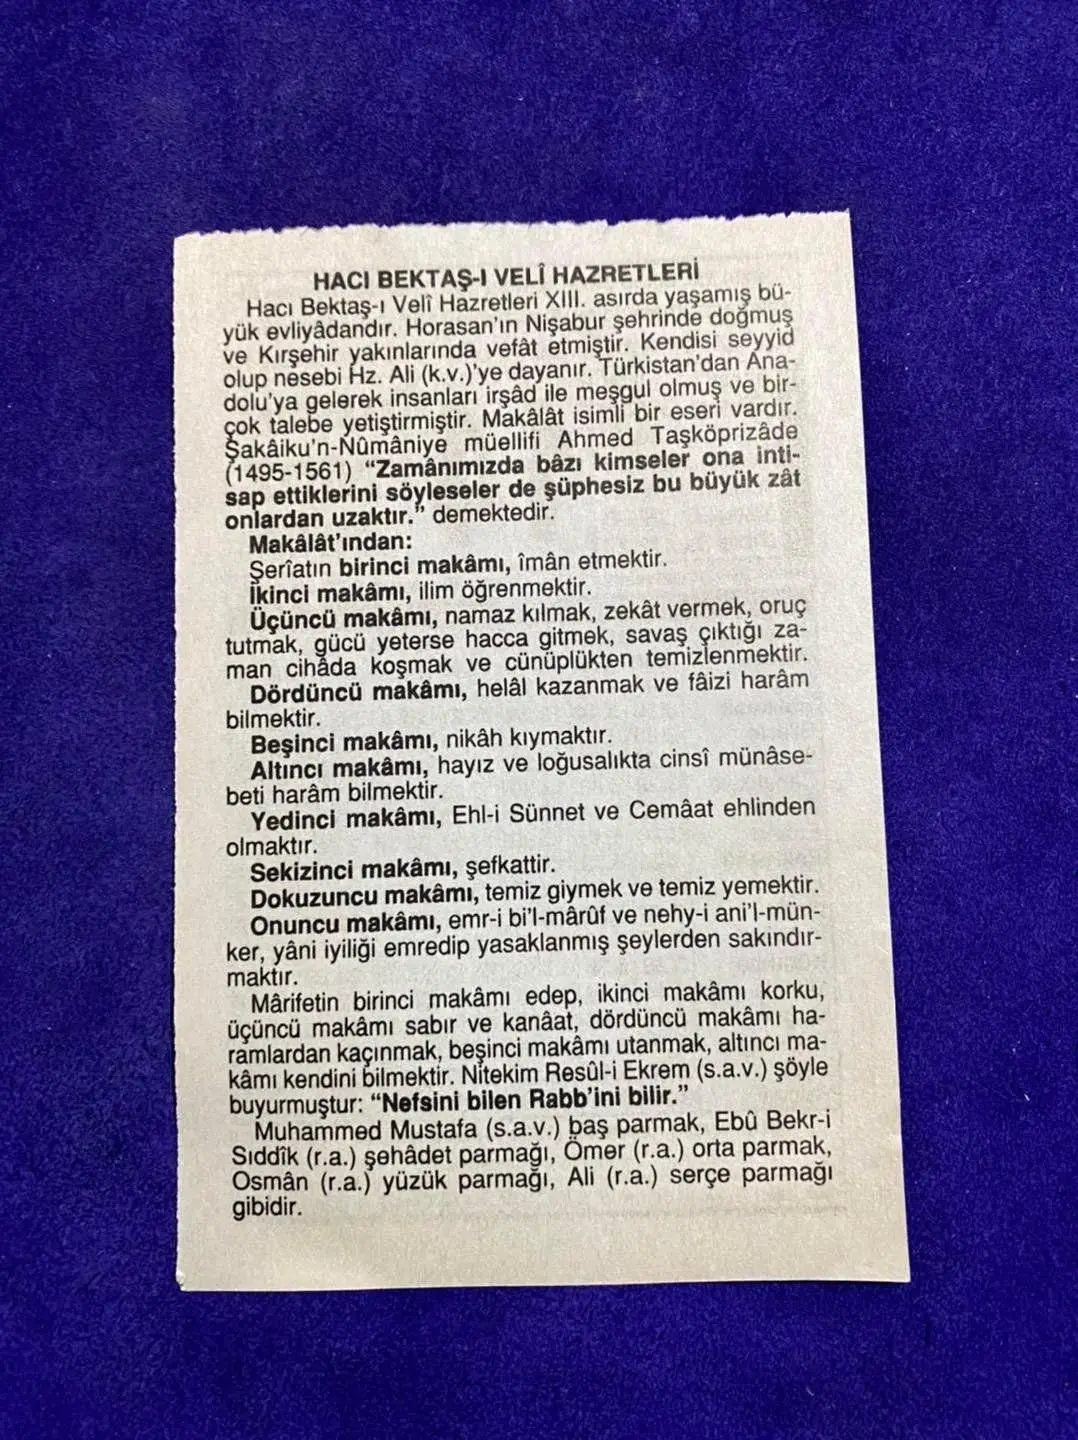 HACI BEKTAŞ-I VELÎ HAZRETLERİ
Hacı Bektaş-ı Velî Hazretleri XIII. asırda yaşamış bü-
yük evliyâdandır. Horasan'ın Nişabur şehrinde doğmuş
ve Kırşehir yakınlarında vefât etmiştir. Kendisi seyyid
olup nesebi Hz. Ali (k.v.)'ye dayanır. Türkistan'dan Ana-
dolu'ya gelerek insanları irşâd ile meşgul olmuş ve bir-
çok talebe yetiştirmiştir. Makâlât isimli bir eseri vardır.
Şakâiku'n-Nûmâniye müellifi Ahmed Taşköprizâde
(1495-1561) “Zamânımızda bâzı kimseler ona inti-
sap ettiklerini söyleseler de şüphesiz bu büyük zât
onlardan uzaktır.” demektedir.
Makâlât'ından:
Şerîatın birinci makâmı, îmân etmektir.
İkinci makâmı, ilim öğrenmektir.
Üçüncü makâmı, namaz kılmak, zekât vermek, oruç
tutmak, gücü yeterse hacca gitmek, savaş çıktığı za-
man cihâda koşmak ve cünüplükten temizlenmektir.
Dördüncü makâmı, helâl kazanmak ve fâizi harâm
bilmektir.
Beşinci makâmı, nikâh kıymaktır.
Altıncı makâmı, hayız ve loğusalıkta cinsî münâse-
beti harâm bilmektir.
Yedinci makâmı, Ehl-i Sünnet ve Cemâat ehlinden
olmaktır.
Sekizinci makâmı, şefkattir.
Dokuzuncu makâmı, temiz giymek ve temiz yemektir.
Onuncu makâmı, emr-i bi'l-mârûf ve nehy-i ani'l-mün-
ker, yâni iyiliği emredip yasaklanmış şeylerden sakındır-
maktır.
Mârifetin birinci makâmı edep, ikinci makâmı korku,
üçüncü makâmı sabır ve kanâat, dördüncü makâmı ha-
ramlardan kaçınmak, beşinci makâmı utanmak, altıncı ma-
kâmı kendini bilmektir. Nitekim Resûl-i Ekrem (s.a.v.) şöyle
buyurmuştur: “Nefsini bilen Rabb'ini bilir.”
Muhammed Mustafa (s.a.v.) baş parmak, Ebû Bekr-i
Sıddîk (r.a.) şehâdet parmağı, Ömer (r.a.) orta parmak,
Osmân (r.a.) yüzük parmağı, Ali (r.a.) serçe parmağı
gibidir.